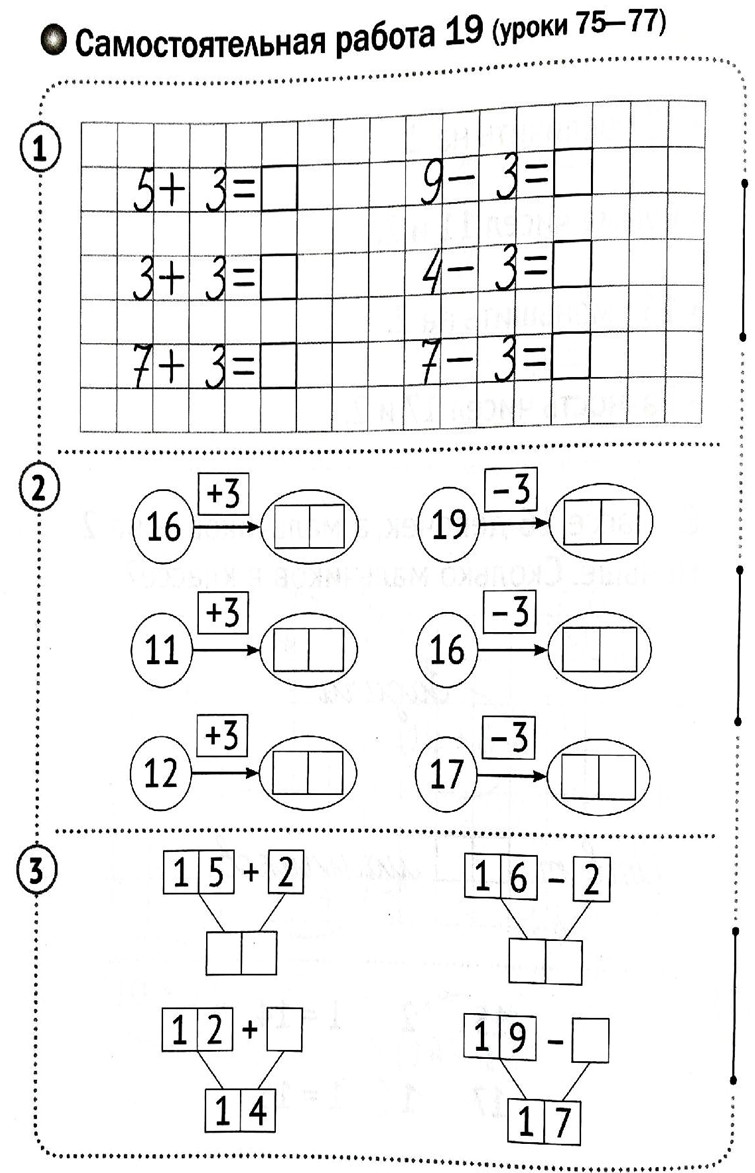 Самостоятельная работа 19 (уроки 75—77)
1
5 + 3 = 9 − 3 =
3 + 3 = 4 − 3 =
7 + 3 = 7 − 3 =
2
+3 −3
16 19
+3 −3
11 16
+3 −3
12 17
3
1 5 + 2 1 6 − 2
1 2 + 1 9 −
1 4 1 7